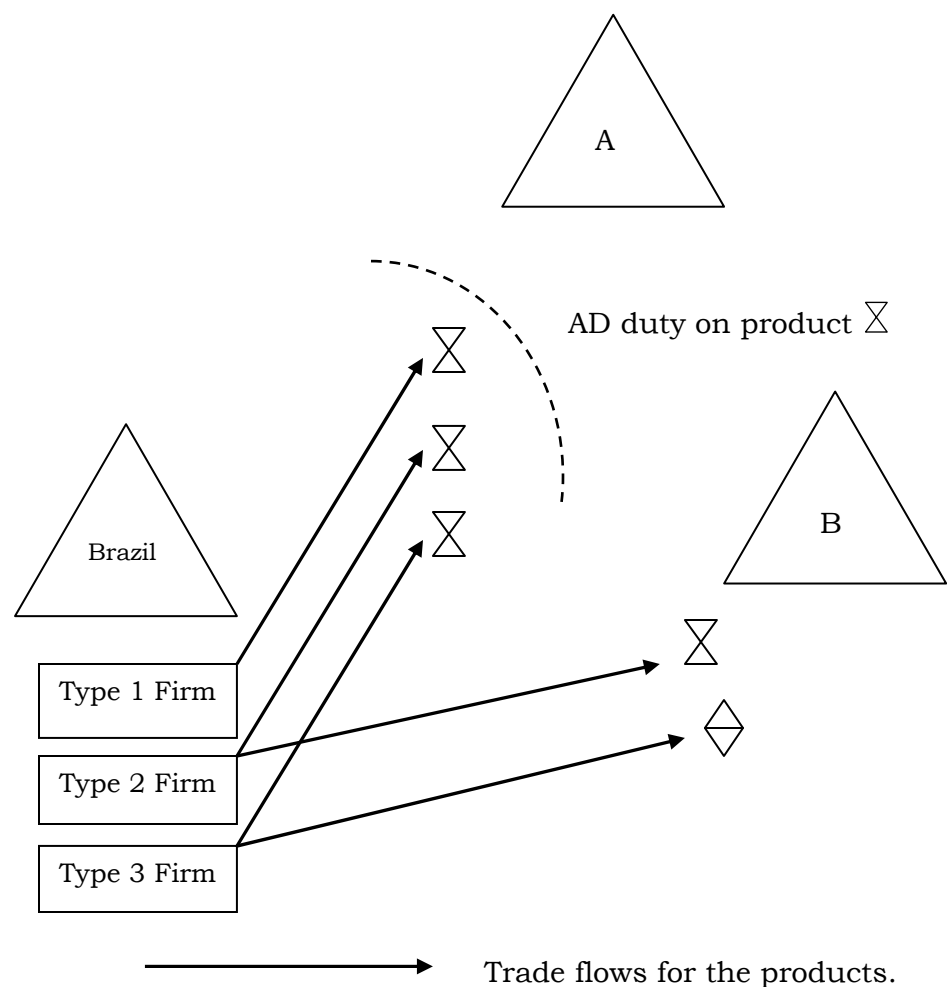 A
AD duty on product
B
Brazil
Type 1 Firm
Type 2 Firm
Type 3 Firm
Trade flows for the products.